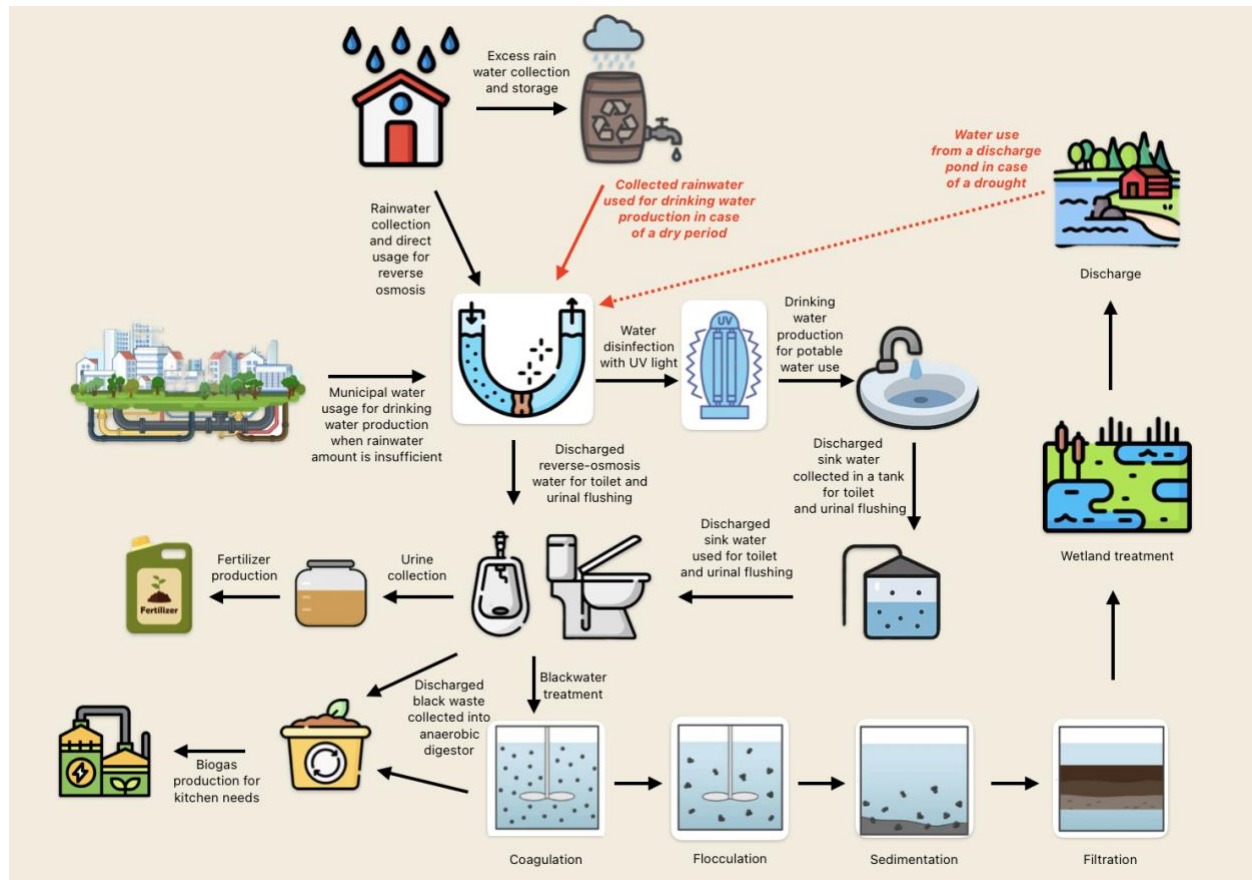 Excess rain
water collection
and storage
Water use
from a discharge
pond in case
of a drought
Collected rainwater
used for drinking water
production in case
of a dry period
Rainwater
collection
and direct
usage for
reverse
osmosis
Discharge
Municipal water
usage for drinking
water production
when rainwater
amount is insufficient
Water
disinfection
with UV light
UV
Drinking
water
production
for potable
water use
Discharged
reverse-osmosis
water for toilet and
urinal flushing
Discharged
sink water
collected in a tank
for toilet
and urinal flushing
Wetland treatment
Fertilizer
Fertilizer
production
Urine
collection
Discharged
sink water
used for toilet
and urinal flushing
Discharged
black waste
collected into
anaerobic
digestor
Blackwater
treatment
Biogas
production for
kitchen needs
Coagulation
Flocculation
Sedimentation
Filtration